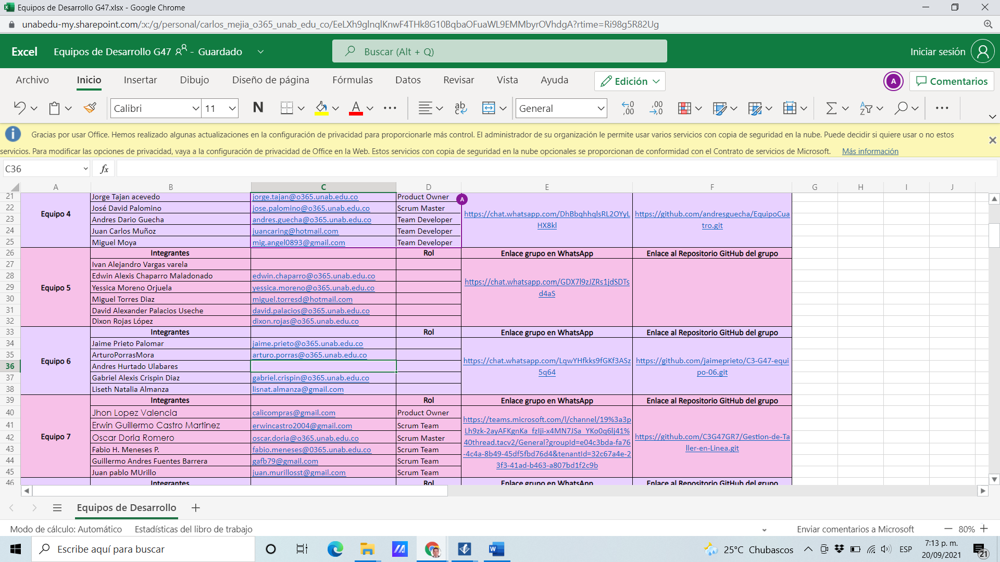 Equipos de Desarrollo G47.xlsx - Google Chrome
unabedu-my.sharepoint.com/:x:/g/personal/carlos_mejia_o365_unab_edu_co/EeLXh9glnqlKnwF4THk8G10BqbaOFuaWL9EMMbyrOVhdgA?rtime=Ri98g5R82Ug
Excel Equipos de Desarrollo G47 - Guardado Buscar (Alt + Q) Iniciar sesión
Archivo Inicio Insertar Dibujo Diseño de página Fórmulas Datos Revisar Vista Ayuda Edición A Comentarios
Calibri 11 N A ab General
Gracias por usar Office. Hemos realizado algunas actualizaciones en la configuración de privacidad para proporcionarle más control. El administrador de su organización le permite usar varios servicios con copia de seguridad en la nube. Puede decidir si quiere usar o no estos
servicios. Para modificar las opciones de privacidad, vaya a la configuración de privacidad de Office en la Web. Estos servicios con copia de seguridad en la nube opcionales se proporcionan de conformidad con el Contrato de servicios de Microsoft. Más información
C36 fx
A B C D E F G H I J
21 Jorge Tajan acevedo jorge.tajan@o365.unab.edu.co Product Owner A
22 José David Palomino jose.palomino@o365.unab.edu.co Scrum Master
Equipo 4 https://chat.whatsapp.com/DhBbqhhqlsRL2OYyL https://github.com/andresguecha/EquipoCua
23 Andres Dario Guecha andres.guecha@o365.unab.edu.co Team Developer
HX8kl tro.git
24 Juan Carlos Muñoz juancaring@hotmail.com Team Developer
25 Miguel Moya mig.angel0893@gmail.com Team Developer
26 Integrantes Rol Enlace grupo en WhatsApp Enlace al Repositorio GitHub del grupo
27 Ivan Alejandro Vargas varela
28 Edwin Alexis Chaparro Maladonado edwin.chaparro@o365.unab.edu.co
https://chat.whatsapp.com/GDX7l9zJZRs1jdSDTs
29 Equipo 5 Yessica Moreno Orjuela yessica.moreno@o365.unab.edu.co
d4aS
30 Miguel Torres Diaz miguel.torresd@hotmail.com
31 David Alexander Palacios Useche david.palacios@o365.unab.edu.co
32 Dixon Rojas López dixon.rojas@o365.unab.edu.co
33 Integrantes Rol Enlace grupo en WhatsApp Enlace al Repositorio GitHub del grupo
34 Jaime Prieto Palomar jaime.prieto@o365.unab.edu.co
35 ArturoPorrasMora arturo.porras@o365.unab.edu.co
Equipo 6 https://chat.whatsapp.com/LqwYHfkks9fGKf3ASz https://github.com/jaimeprieto/C3-G47-equi
36 Andres Hurtado Ulabares
5q64 po-06.git
37 Gabriel Alexis Crispin Diaz gabriel.crispin@o365.unab.edu.co
38 Liseth Natalia Almanza lisnat.almanza@gmail.com
39 Integrantes Rol Enlace grupo en WhatsApp Enlace al Repositorio GitHub del grupo
40 Jhon Lopez Valencia calicompras@gmail.com Product Owner
https://teams.microsoft.com/l/channel/19%3a3p
41 Erwin Guillermo Castro Martinez erwincastro2004@gmail.com Scrum Team
Lh9zk-2ayAFKgnKa_fzIji-x4MN7JSa_YKo0q6lj41%
42 Equipo 7 Oscar Doria Romero oscar.doria@o365.unab.edu.co Scrum Master https://github.com/C3G47GR7/Gestion-de-Ta
40thread.tacv2/General?groupId=e04c3bda-fa76
43 Fabio H. Meneses P. fabio.meneses@0365.unab.edu.co Scrum Team ller-en-Linea.git
-4c4a-8b49-45df5fbd76d4&tenantId=32c67a4e-2
44 Guillermo Andres Fuentes Barrera gafb79@gmail.com Scrum Team
3f3-41ad-b463-a807bd1f2c9b
45 Juan pablo MUrillo juan.murillosst@gmail.com Scrum Team
46 Integrantes Rol Enlace grupo en WhatsApp Enlace al Repositorio GitHub del grupo
Equipos de Desarrollo
Modo de cálculo: Automático Estadísticas del libro de trabajo Enviar comentarios a Microsoft 80%
Escribe aquí para buscar 25°C Chubascos ESP 7:13 p. m.
20/09/2021 21